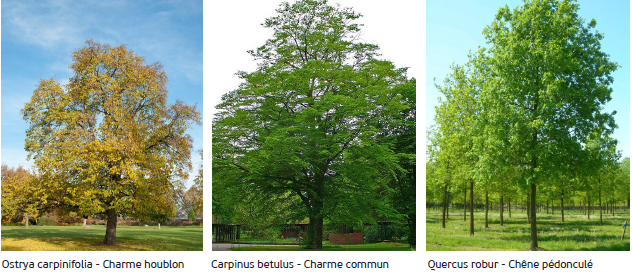 Ostrya carpinifolia - Charme houblon
Carpinus betulus - Charme commun
Quercus robur - Chêne pédonculé